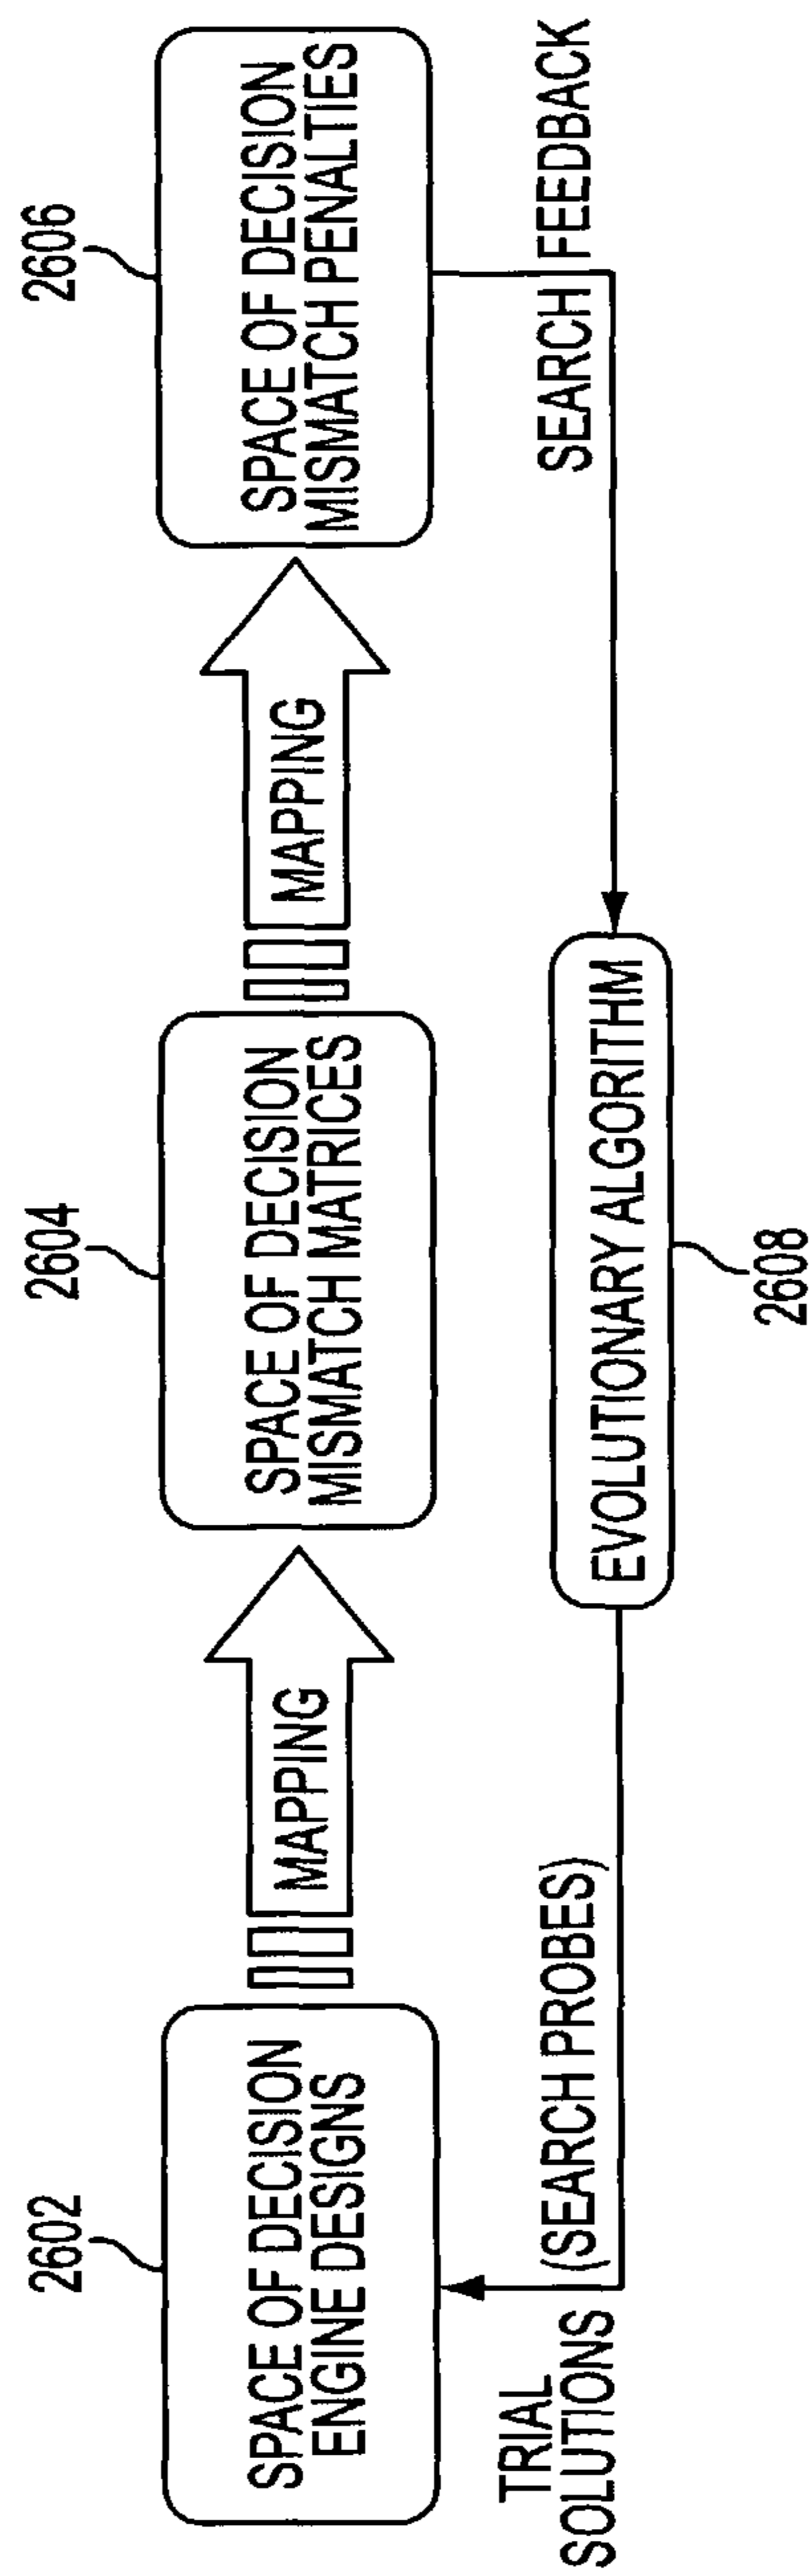 2602
2604
2606
SPACE OF DECISION
ENGINE DESIGNS
MAPPING
SPACE OF DECISION
MISMATCH MATRICES
MAPPING
SPACE OF DECISION
MISMATCH PENALTIES
TRIAL
SOLUTIONS
(SEARCH PROBES)
EVOLUTIONARY ALGORITHM
SEARCH FEEDBACK
2608